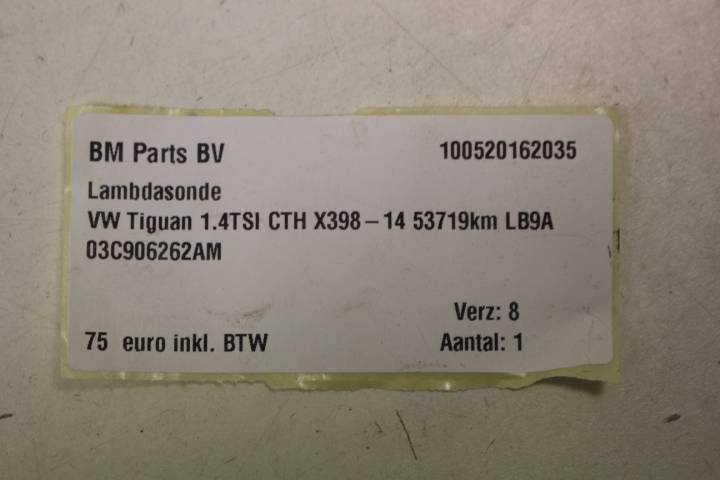 BM Parts BV 100520162035
Lambdasonde
VW Tiguan 1.4TSI CTH X398-14 53719km LB9A
03C906262AM
Verz: 8
75 euro inkl. BTW Aantal: 1